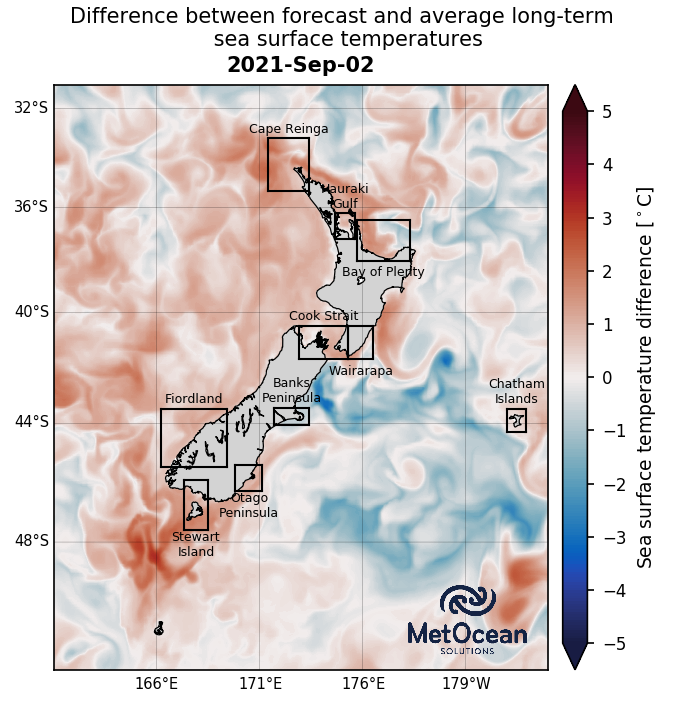 Difference between forecast and average long-term
sea surface temperatures
2021-Sep-02
32°S
36°S
40°S
44°S
48°S
166°E
171°E
176°E
179°W
Cape Reinga
Hauraki
Gulf
Bay of Plenty
Cook Strait
Wairarapa
Banks
Peninsula
Fiordland
Chatham
Islands
Otago
Peninsula
Stewart
Island
MetOcean
SOLUTIONS
5
4
3
2
1
0
−1
−2
−3
−4
−5
Sea surface temperature difference [°C]